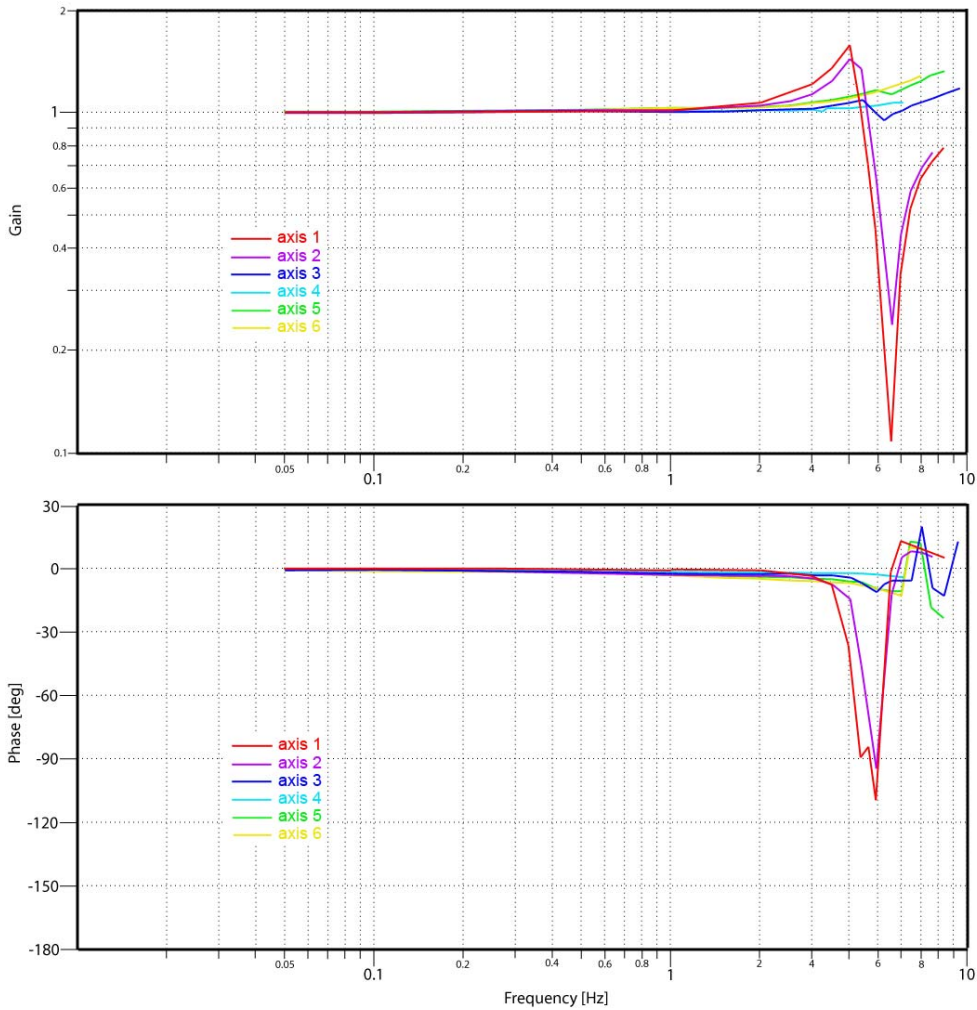 2
1
0.8
0.6
0.4
0.2
0.1
Gain
axis 1
axis 2
axis 3
axis 4
axis 5
axis 6
0.05 0.1 0.2 0.4 0.6 0.8 1 2 4 6 8 10
30
0
-30
-60
-90
-120
-150
-180
Phase [deg]
axis 1
axis 2
axis 3
axis 4
axis 5
axis 6
0.05 0.1 0.2 0.4 0.6 0.8 1 2 4 6 8 10
Frequency [Hz]